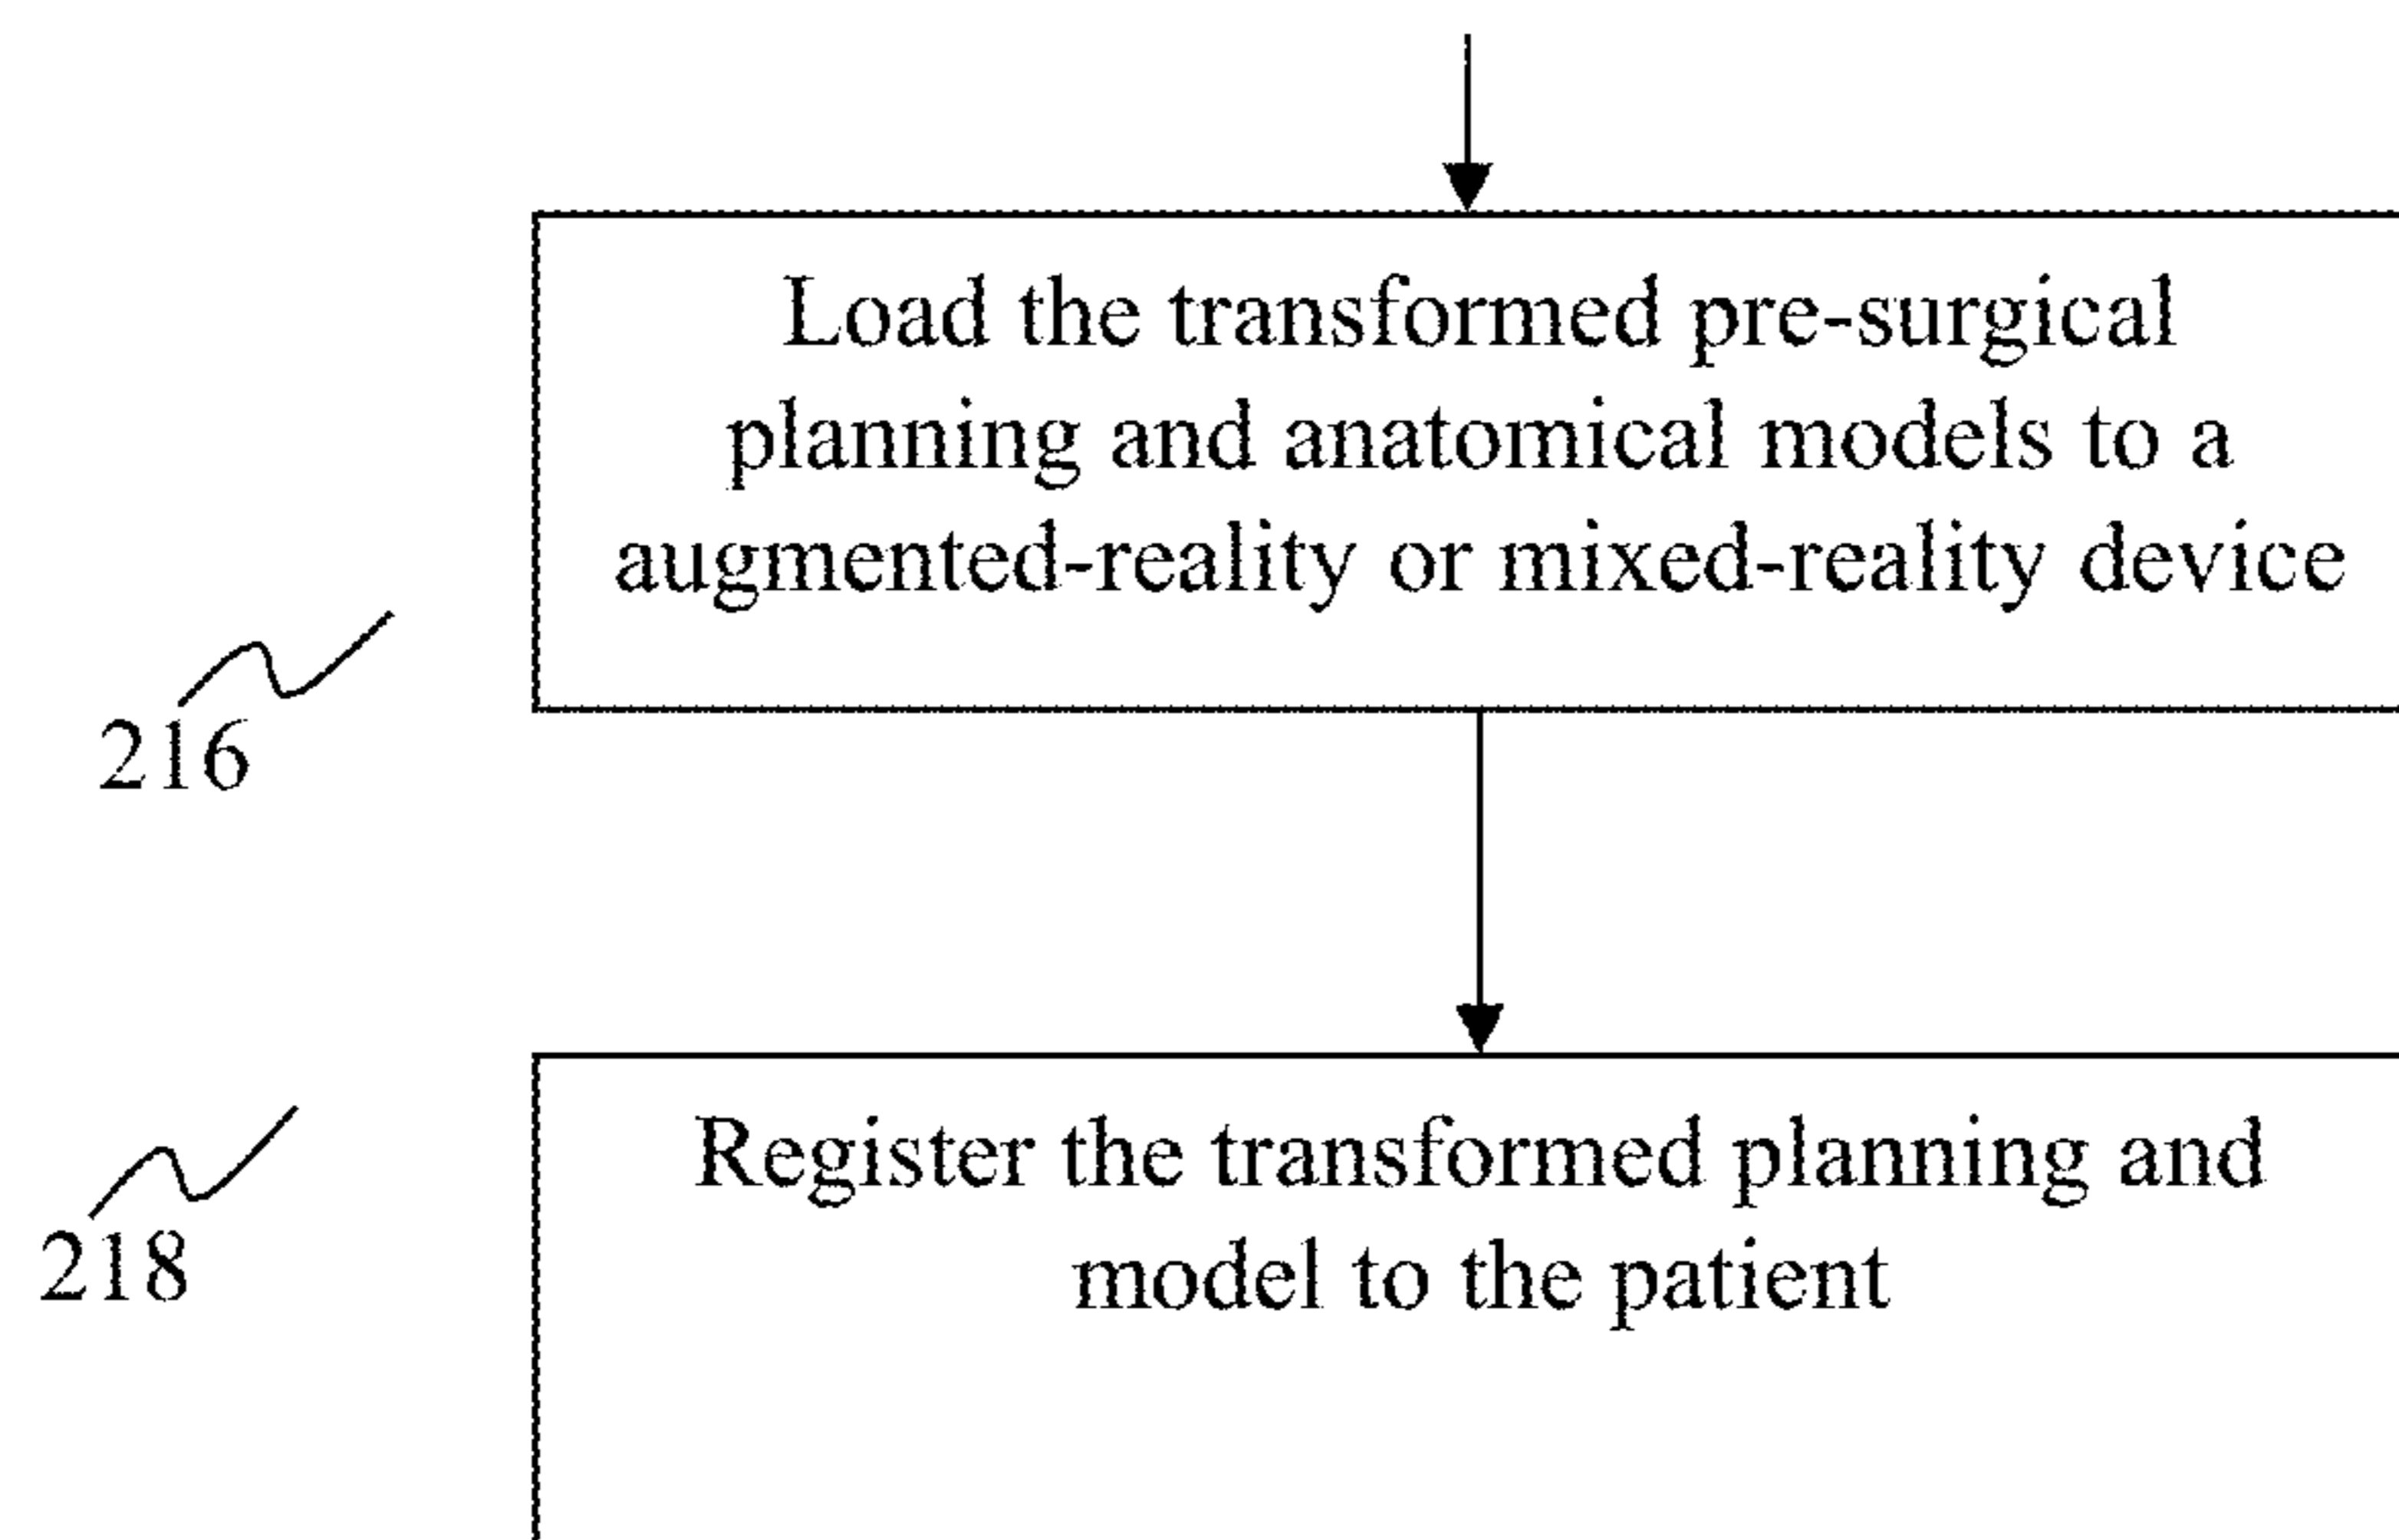 Load the transformed pre-surgical
planning and anatomical models to a
augmented-reality or mixed-reality device
216
Register the transformed planning and
model to the patient
218